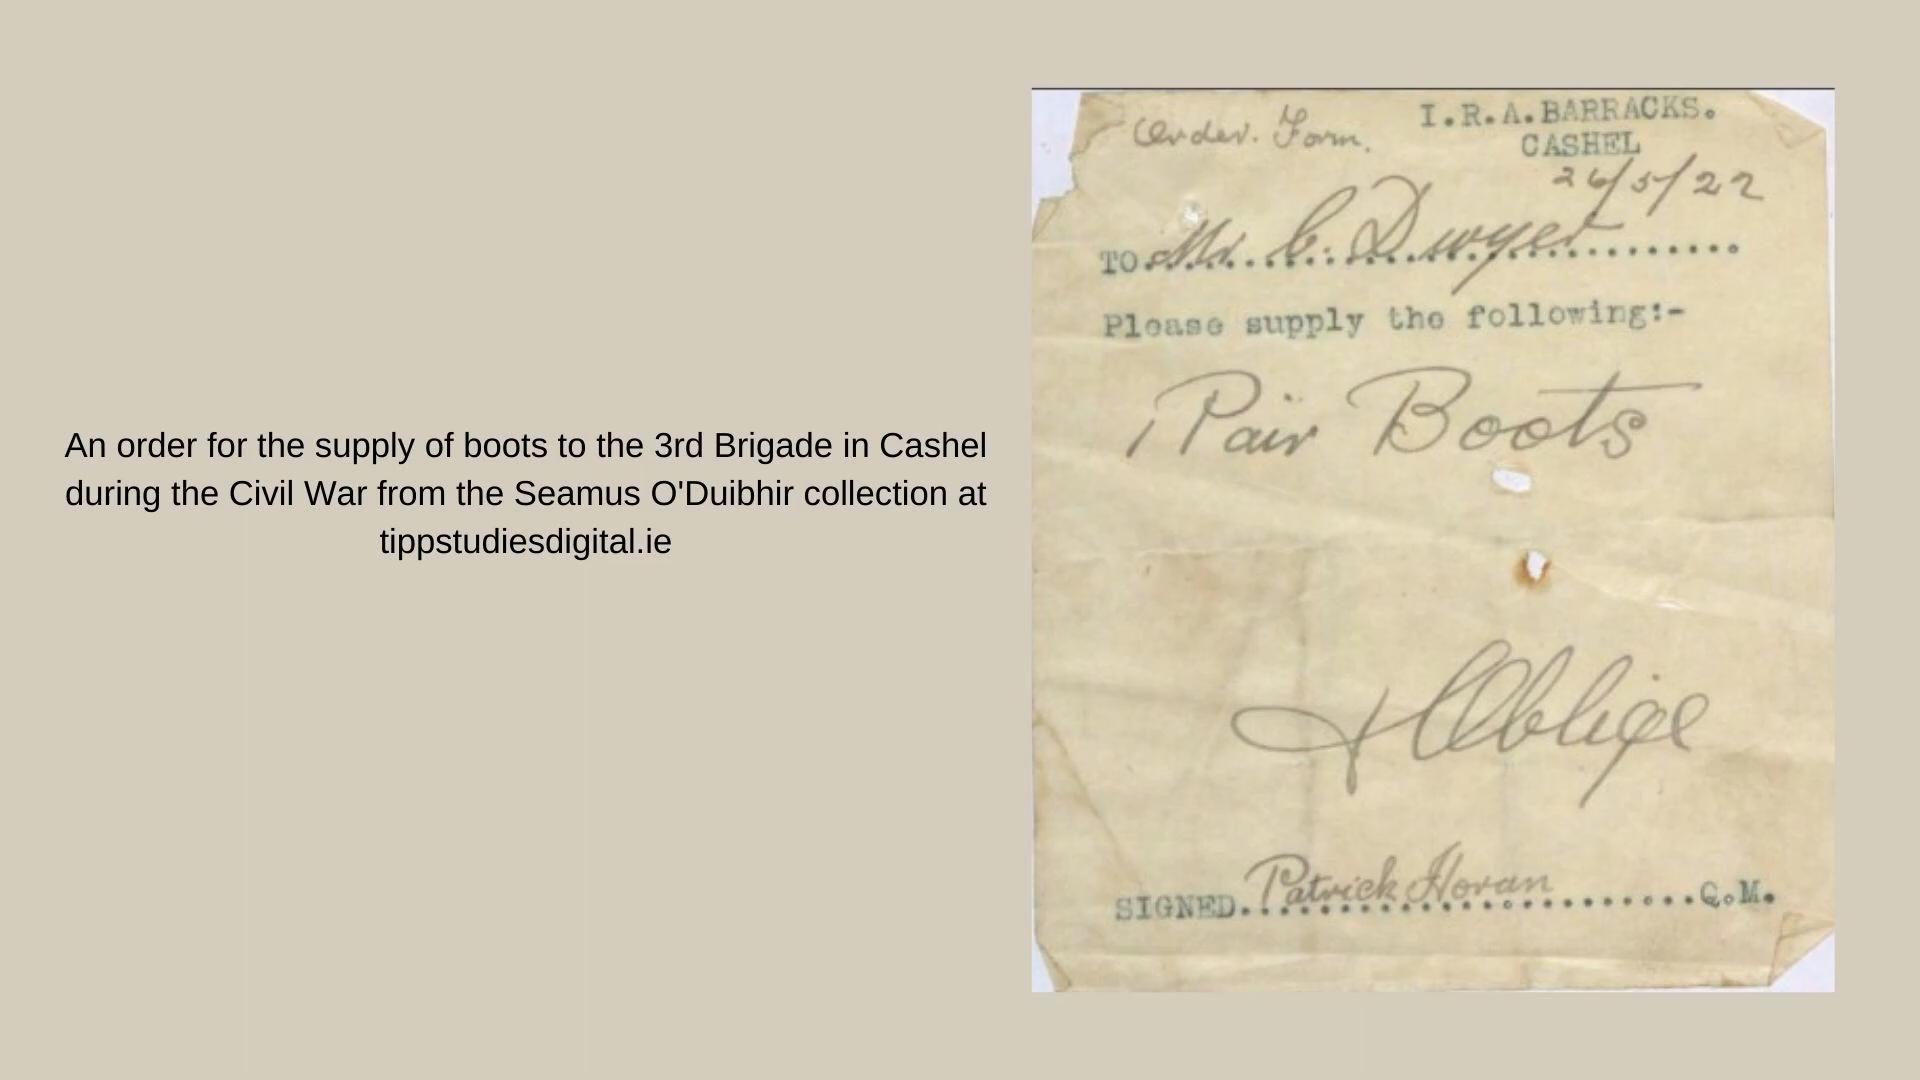 An order for the supply of boots to the 3rd Brigade in Cashel
during the Civil War from the Seamus O'Duibhir collection at
tippstudiesdigital.ie
Order. Form. I.R.A.BARRACKS.
CASHEL
26/5/22
TO Mr. C. Dwyer
Please supply the following:-
1 Pair Boots
& Oblige
SIGNED. Patrick Horan Q.M.